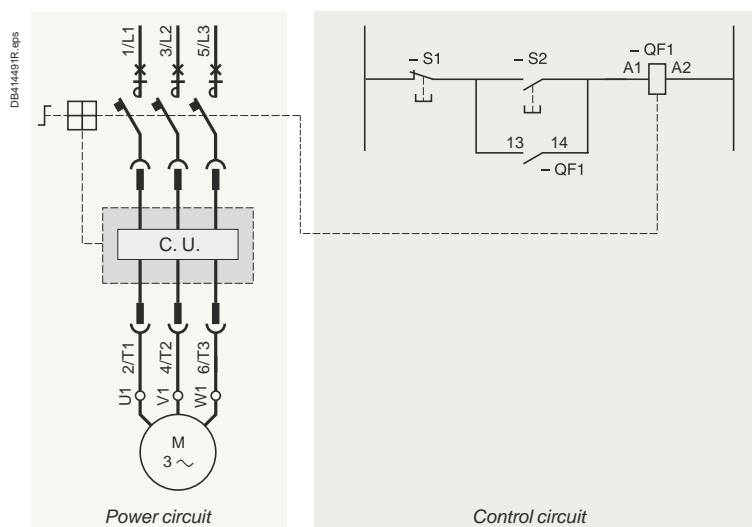 DB414491R.eps
1/L1
3/L2
5/L3
C. U.
2/T1
4/T2
6/T3
U1
V1
W1
M
3 ~
Power circuit
– S1
– S2
– QF1
A1
A2
13
14
– QF1
Control circuit